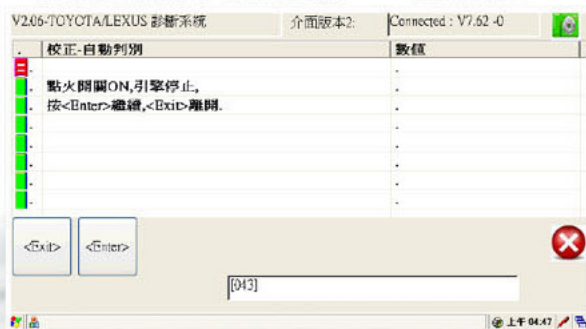 V2.06-TOYOTA/LEXUS 診斷系統 介面版本2: Connected : V7.62 -0
. 校正-自動判別 數值
點火開關ON,引擎停止,
按<Enter>繼續,<Exit>離開.
<Exit> <Enter>
[043]
上午 04:47